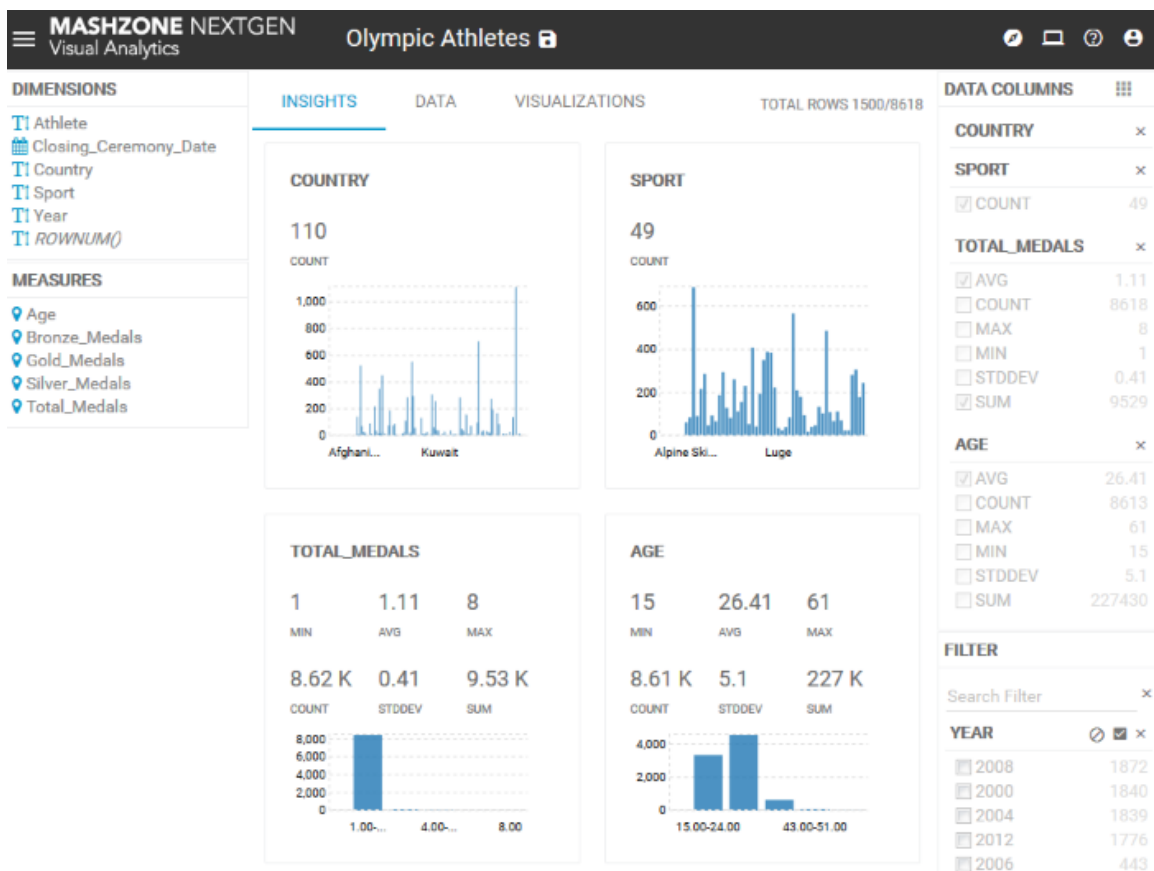 MASHZONE NEXTGEN
Visual Analytics
Olympic Athletes
DIMENSIONS
Athlete
Closing_Ceremony_Date
Country
Sport
Year
ROWNUM()
MEASURES
Age
Bronze_Medals
Gold_Medals
Silver_Medals
Total_Medals
INSIGHTS DATA VISUALIZATIONS TOTAL ROWS 1500/8618
COUNTRY
110
COUNT
1,000
800
600
400
200
0
Afghani... Kuwait
SPORT
49
COUNT
600
400
200
0
Alpine Ski... Luge
TOTAL_MEDALS
1 1.11 8
MIN AVG MAX
8.62 K 0.41 9.53 K
COUNT STDDEV SUM
8,000
6,000
4,000
2,000
0
1.00-... 4.00-... 8.00
AGE
15 26.41 61
MIN AVG MAX
8.61 K 5.1 227 K
COUNT STDDEV SUM
4,000
2,000
0
15.00-24.00 43.00-51.00
DATA COLUMNS
COUNTRY
SPORT
COUNT 49
TOTAL_MEDALS
AVG 1.11
COUNT 8618
MAX 8
MIN 1
STDDEV 0.41
SUM 9529
AGE
AVG 26.41
COUNT 8613
MAX 61
MIN 15
STDDEV 5.1
SUM 227430
FILTER
Search Filter
YEAR
2008 1872
2000 1840
2004 1839
2012 1776
2006 443